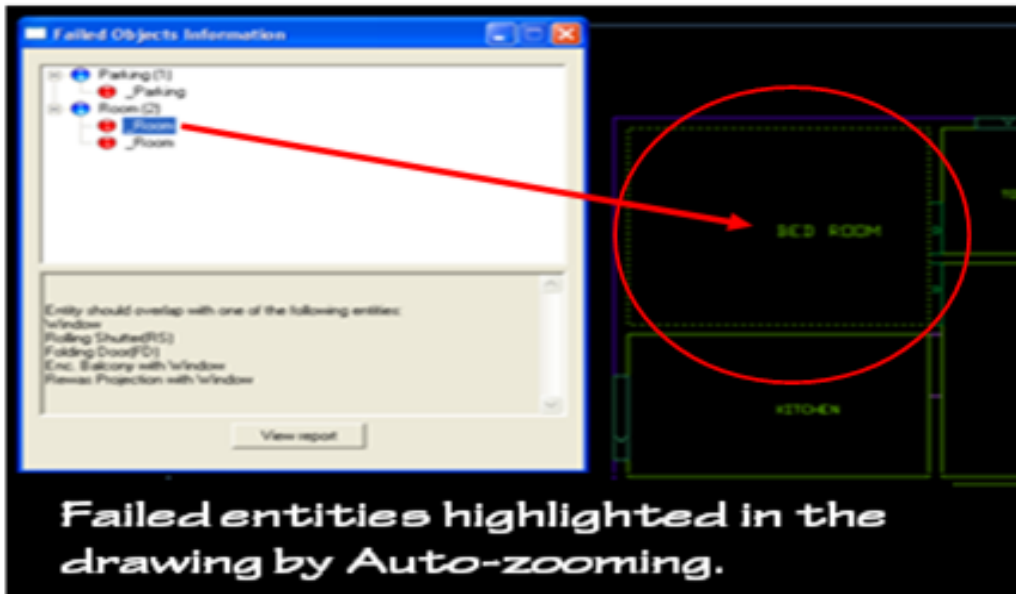 Failed Objects Information
Parking (1)
_Parking
Room (2)
_Room
_Room
Entity should overlap with one of the following entities:
Window
Rolling Shutter(RS)
Folding Door(FD)
Enc. Balcony with Window
Rewas Projection with Window
View report
BED ROOM
KITCHEN
Failed entities highlighted in the
drawing by Auto-zooming.